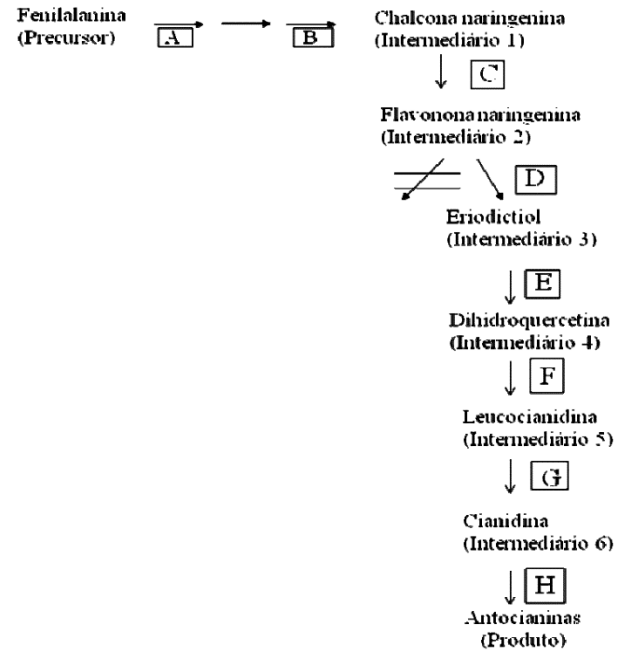 Fenilalanina
(Precursor)
A
B
Chalcona naringenina
(Intermediário 1)
C
Flavonona naringenina
(Intermediário 2)
D
Eriodictiol
(Intermediário 3)
E
Dihidroquercetina
(Intermediário 4)
F
Leucocianidina
(Intermediário 5)
G
Cianidina
(Intermediário 6)
H
Antocianinas
(Produto)